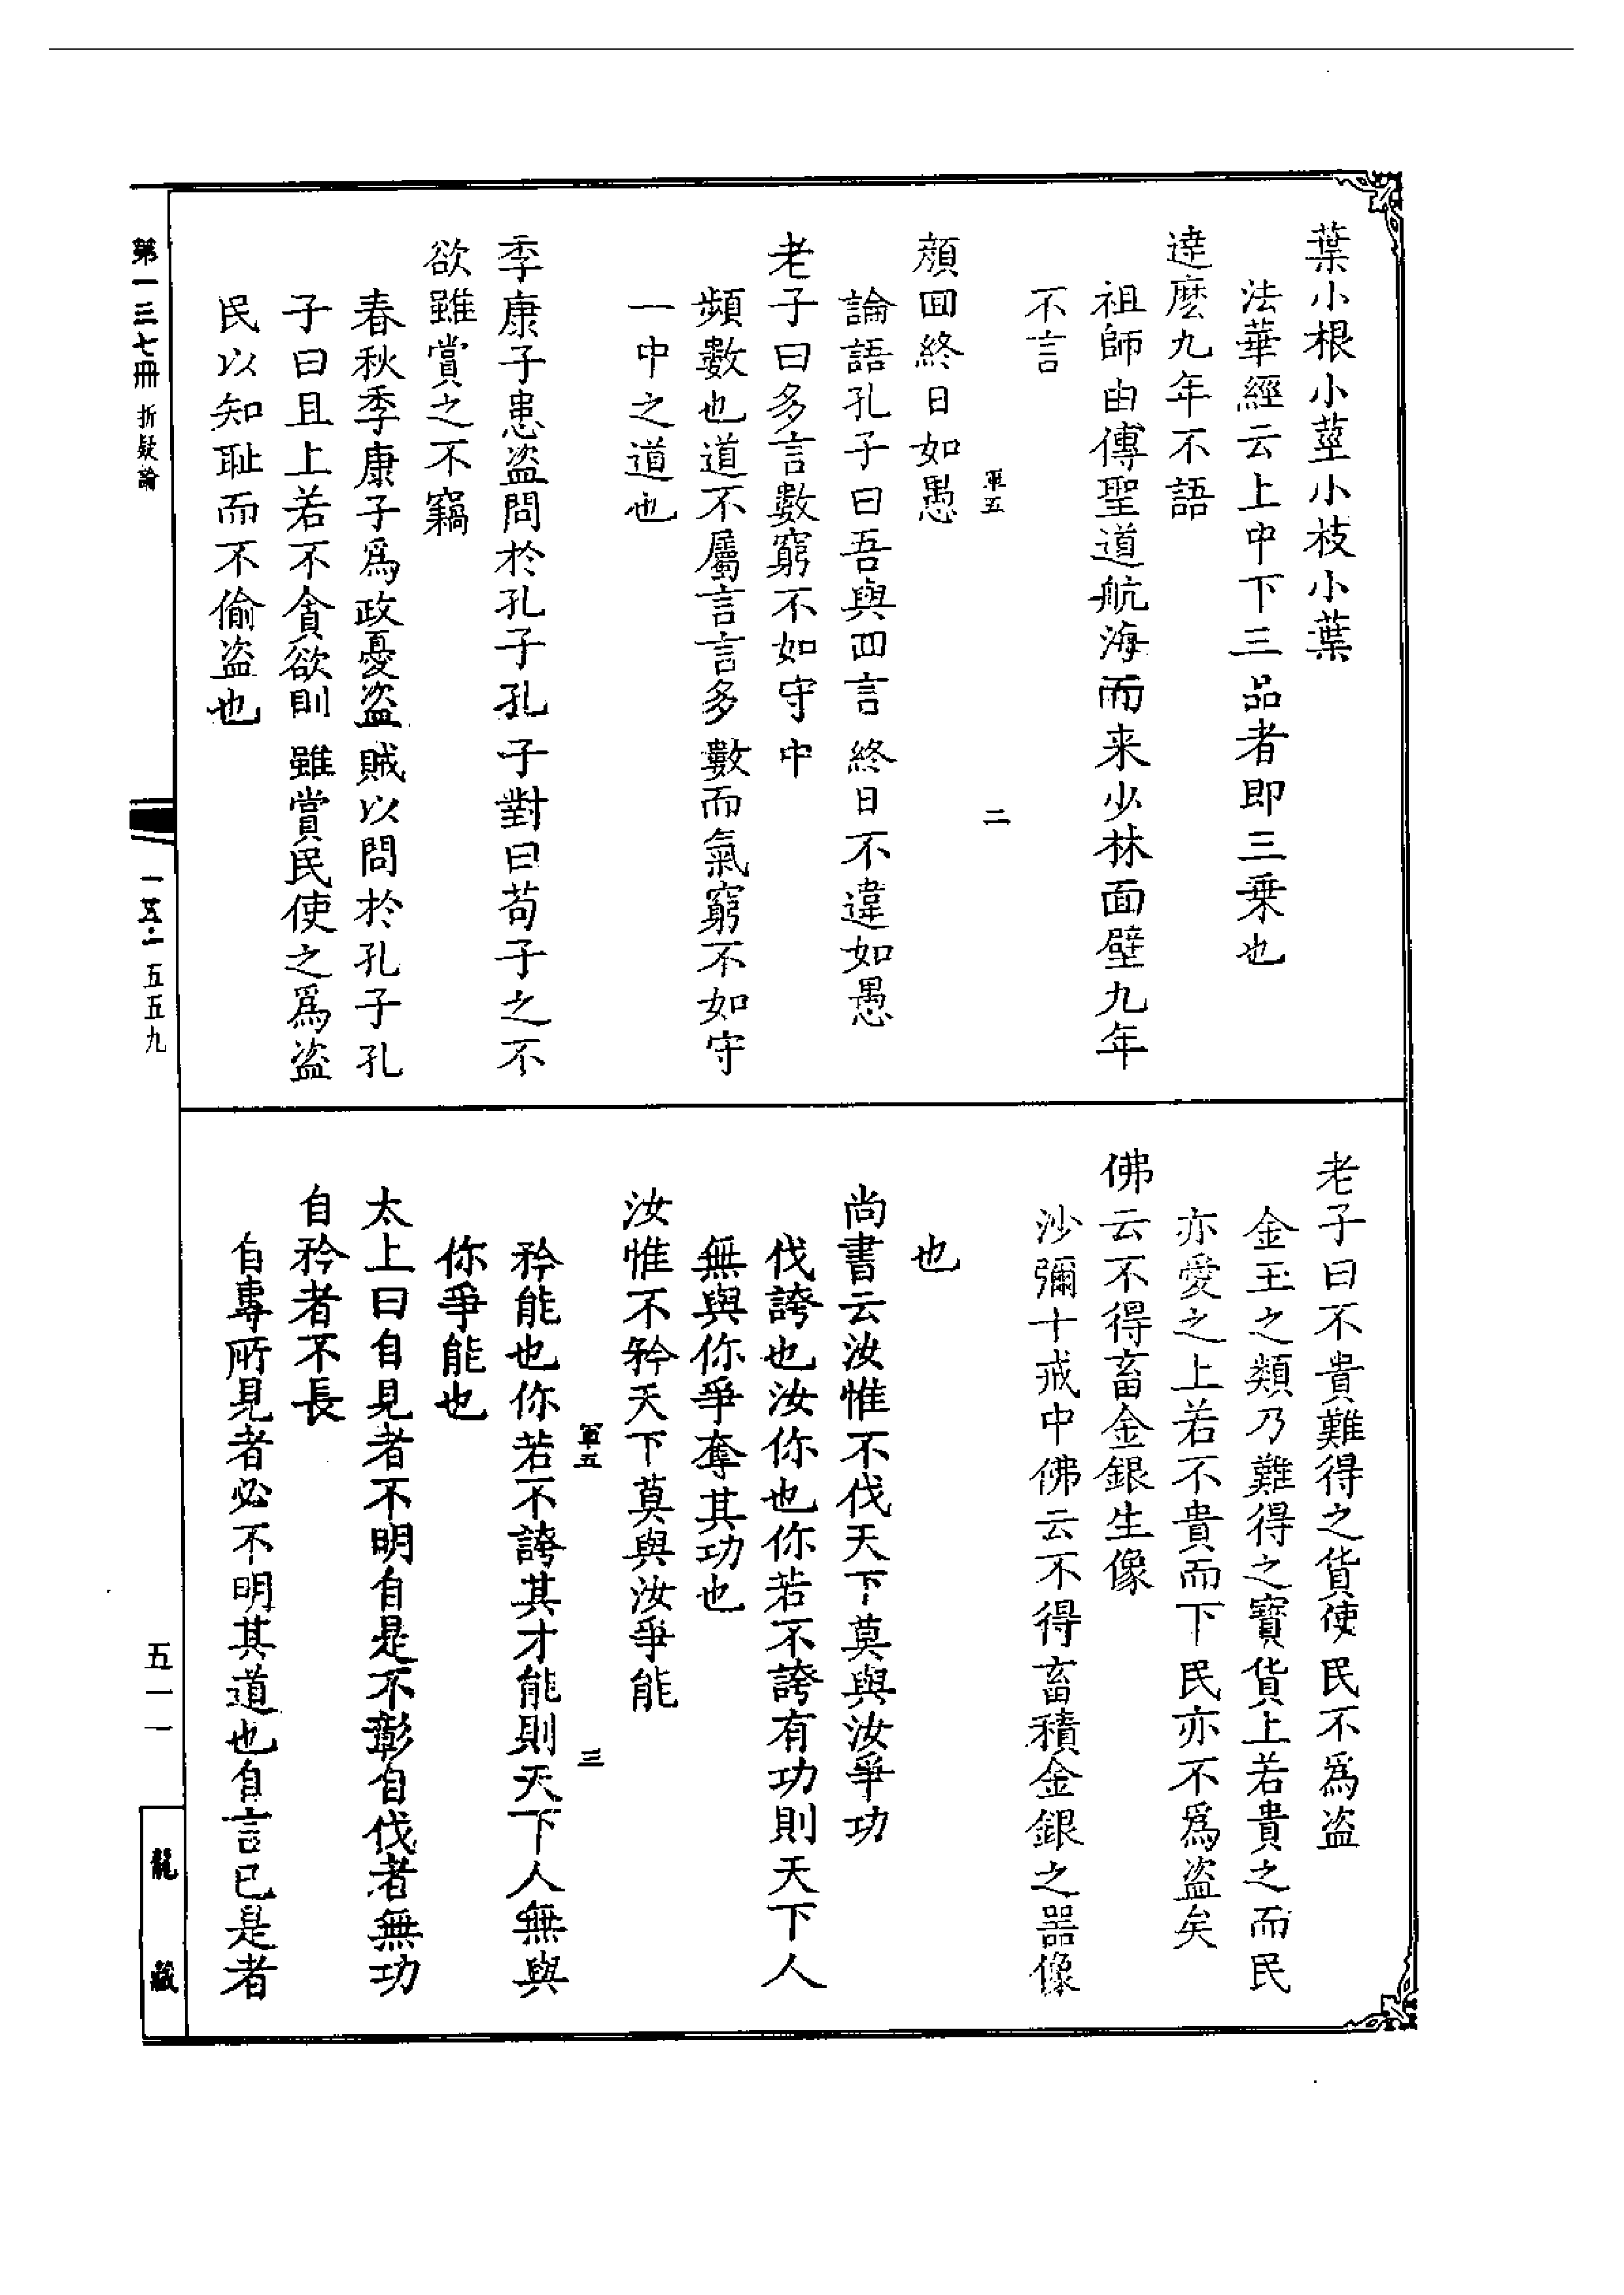 葉小根小莖小枝小葉
法華經云上中下三品者即三乗也
達麽九年不語
祖師由傳聖道航海而来少林面壁九年
不言
軍五
二
顔囬終日如愚
論語孔子曰吾與囬言終日不違如愚
老子曰多言數窮不如守中
頻數也道不屬言言多數而氣窮不如守
一中之道也
季康子患盗問於孔子孔子對曰苟子之不
欲雖賞之不竊
春秋季康子爲政憂盗賊以問於孔子孔
子曰且上若不貪欲則雖賞民使之爲盗
民以知耻而不偷盗也
第一三七冊 折疑論
一五・一五五九
老子曰不貴難得之貨使民不爲盗
金玉之類乃難得之寶貨上若貴之而民
亦愛之上若不貴而下民亦不爲盗矣
佛云不得畜金銀生像
沙彌十戒中佛云不得畜積金銀之噐像
也
尚書云汝惟不伐天下莫與汝爭功
伐誇也汝你也你若不誇有功則天下人
無與你爭奪其功也
汝惟不矜天下莫與汝爭能
軍五
三
矜能也你若不誇其才能則天下人無與
你爭能也
太上曰自見者不明自是不彰自伐者無功
自矜者不長
自專所見者必不明其道也自言已是者
五一一
龍藏